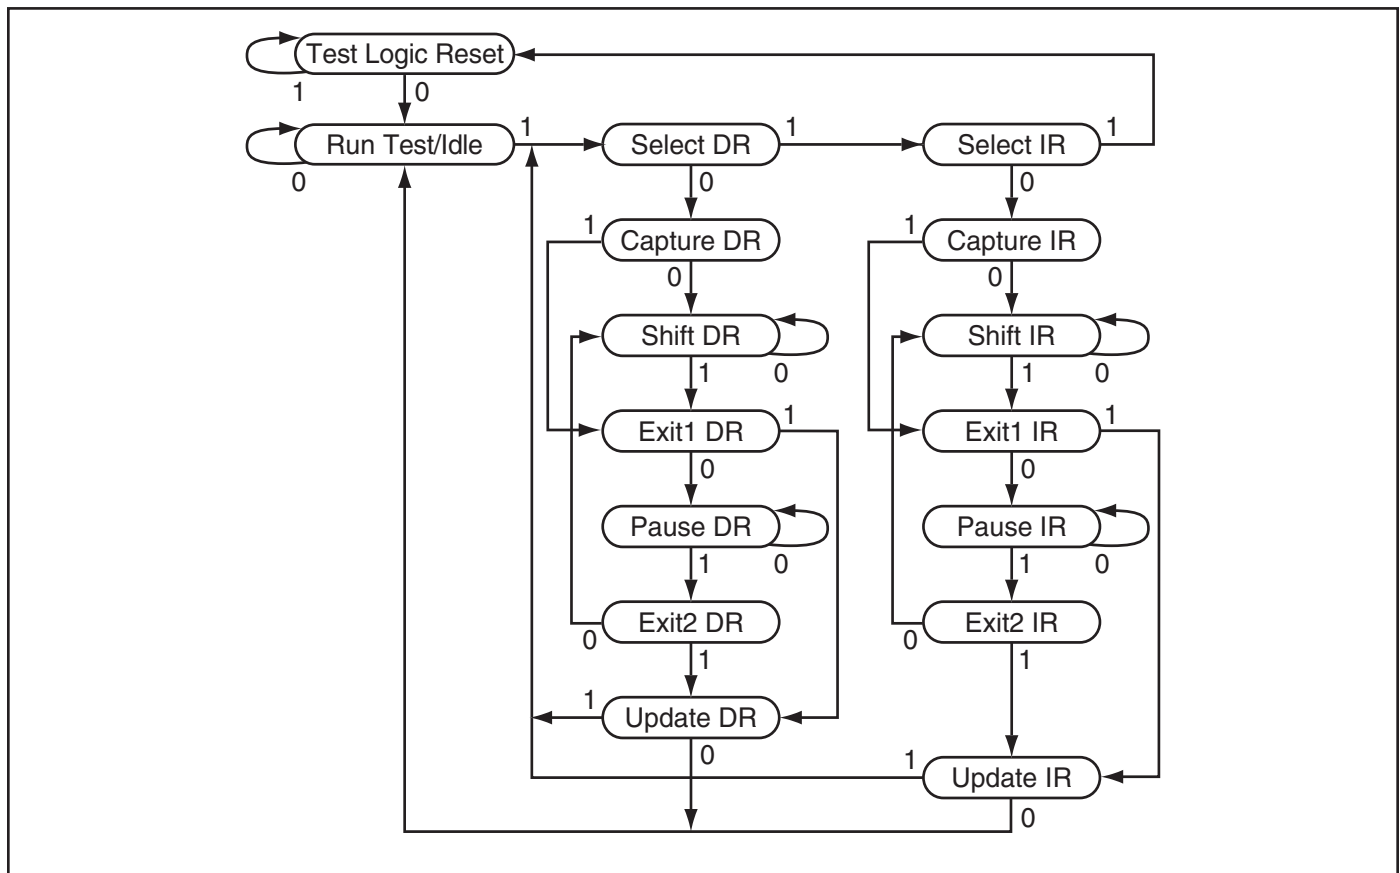 Test Logic Reset
1 0
Run Test/Idle 1 Select DR 1 Select IR 1
0 0 0
1 Capture DR 1 Capture IR
0 0
Shift DR Shift IR
1 0 1 0
Exit1 DR 1 Exit1 IR 1
0 0
Pause DR Pause IR
1 0 1 0
Exit2 DR Exit2 IR
0 1 0 1
1 Update DR
0
1 Update IR
0